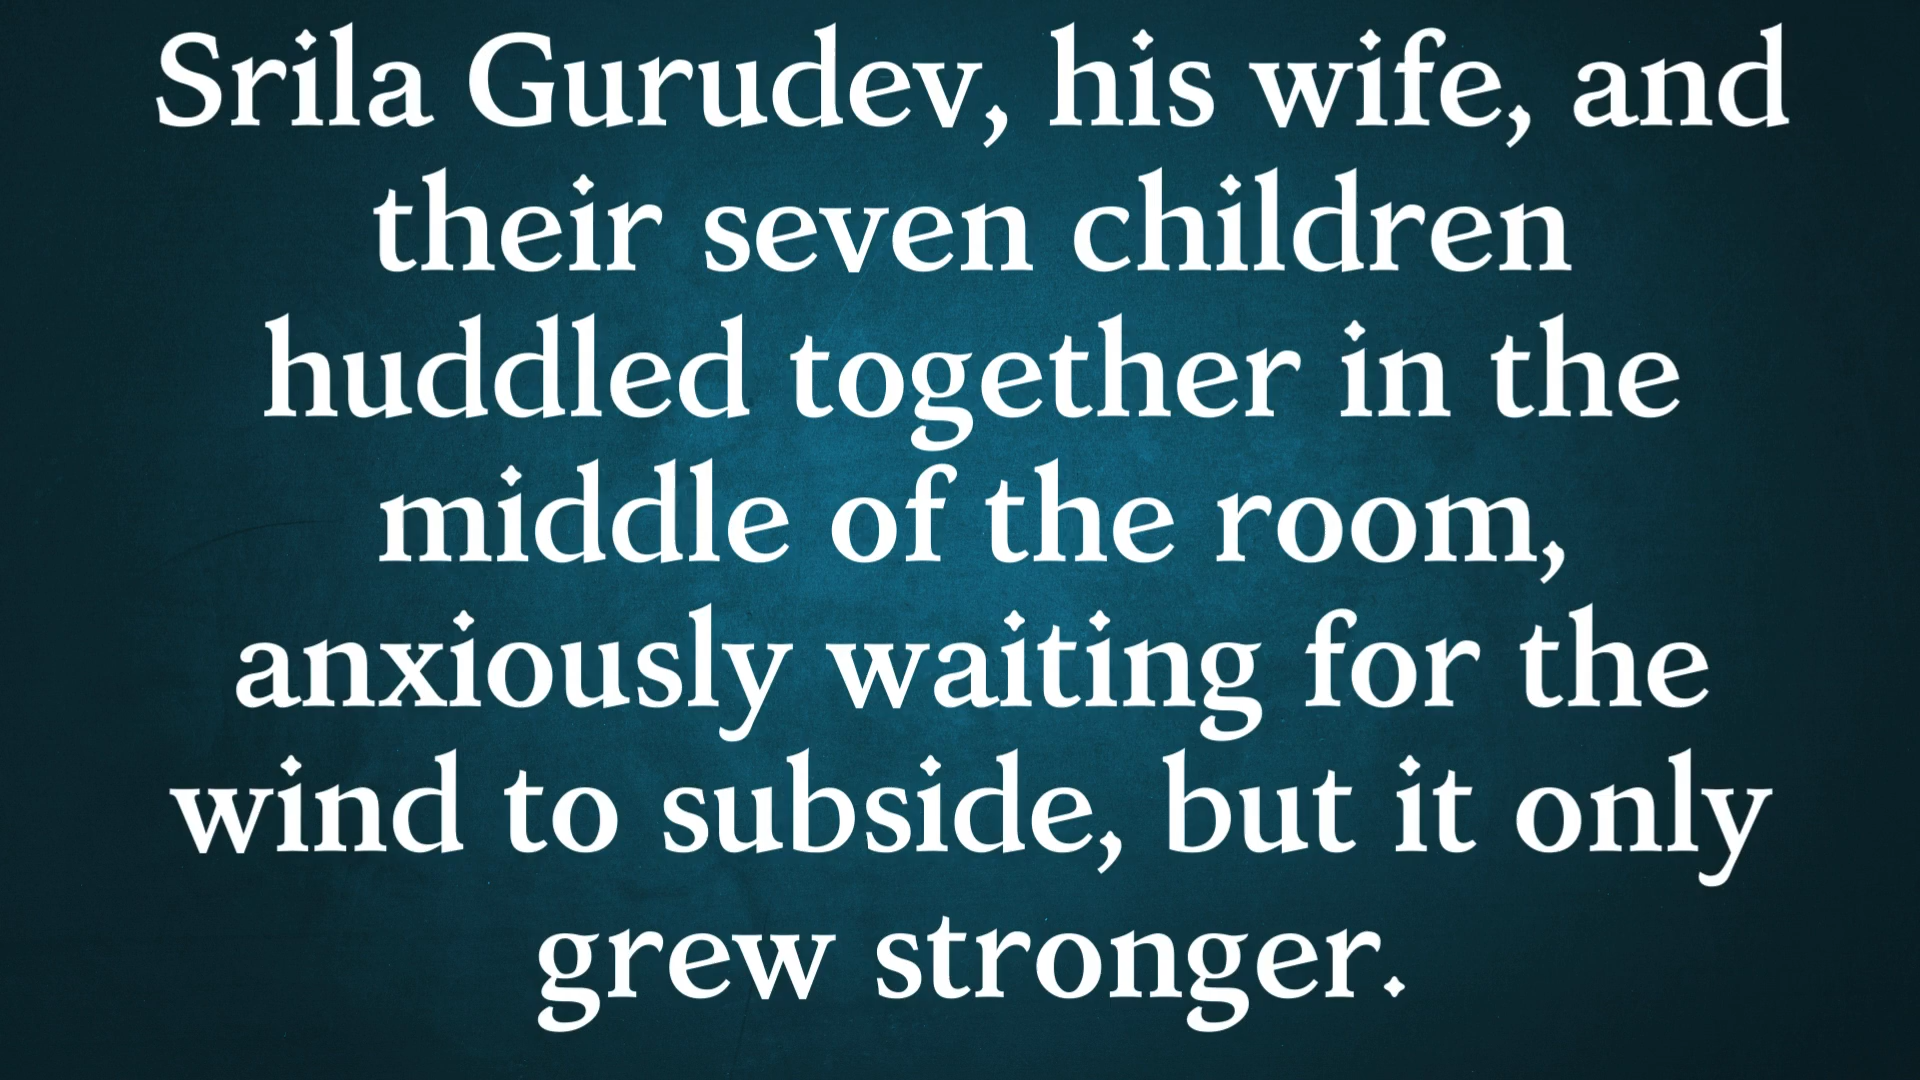 Srila Gurudev, his wife, and
their seven children
huddled together in the
middle of the room,
anxiously waiting for the
wind to subside, but it only
grew stronger.